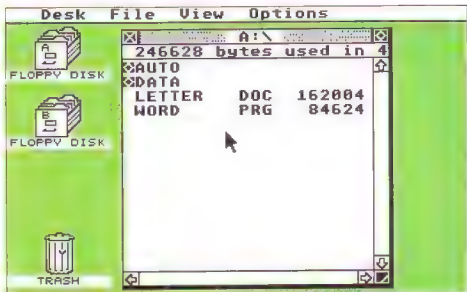 Desk File View Options
A:\
246628 bytes used in 4
AUTO
DATA
LETTER DOC 162004
WORD PRG 84624
A
FLOPPY DISK
B
FLOPPY DISK
TRASH